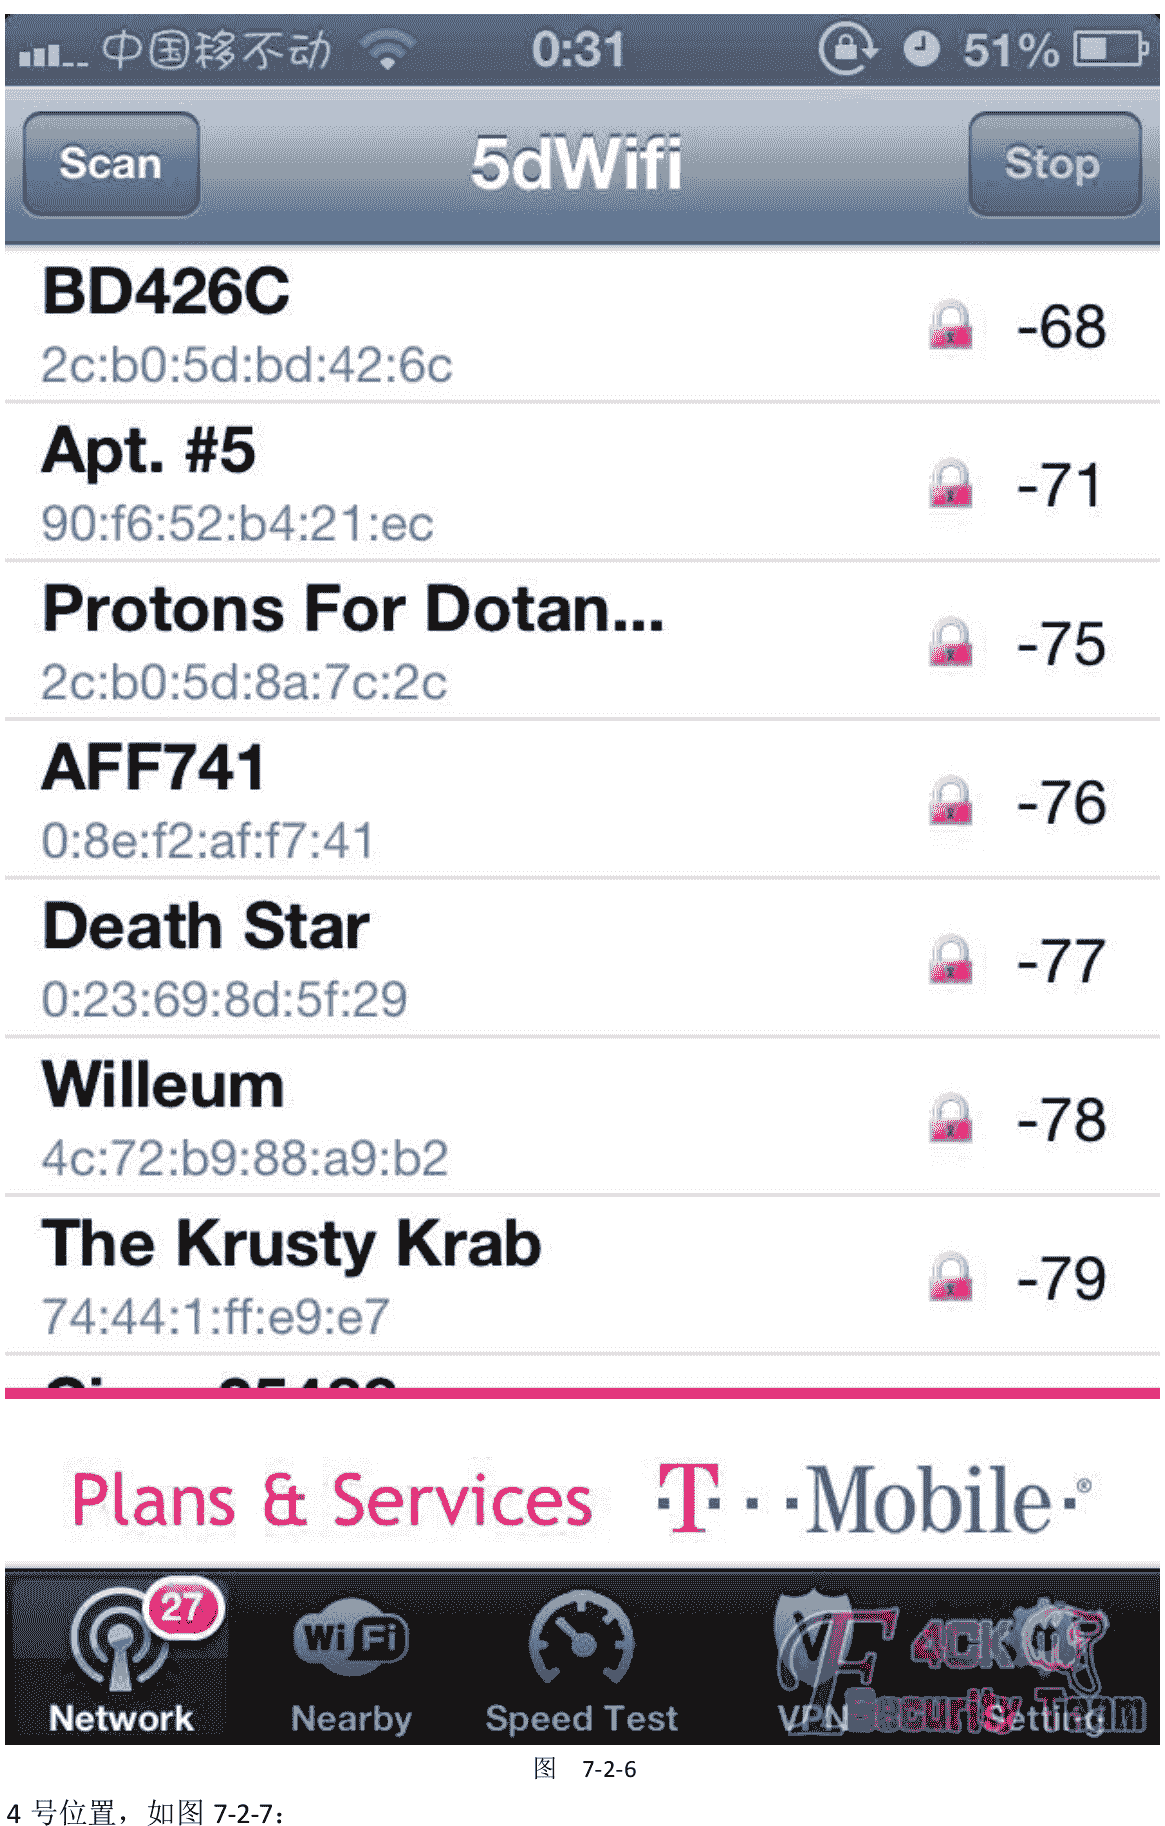 中国移不动 0:31 51%
Scan 5dWifi Stop
BD426C
2c:b0:5d:bd:42:6c -68
Apt. #5
90:f6:52:b4:21:ec -71
Protons For Dotan...
2c:b0:5d:8a:7c:2c -75
AFF741
0:8e:f2:af:f7:41 -76
Death Star
0:23:69:8d:5f:29 -77
Willeum
4c:72:b9:88:a9:b2 -78
The Krusty Krab
74:44:1:ff:e9:e7 -79
Plans & Services T Mobile®
27
WiFi
4CK
Security Team
Network Nearby Speed Test VPN Setting
图 7-2-6
4 号位置，如图 7-2-7：